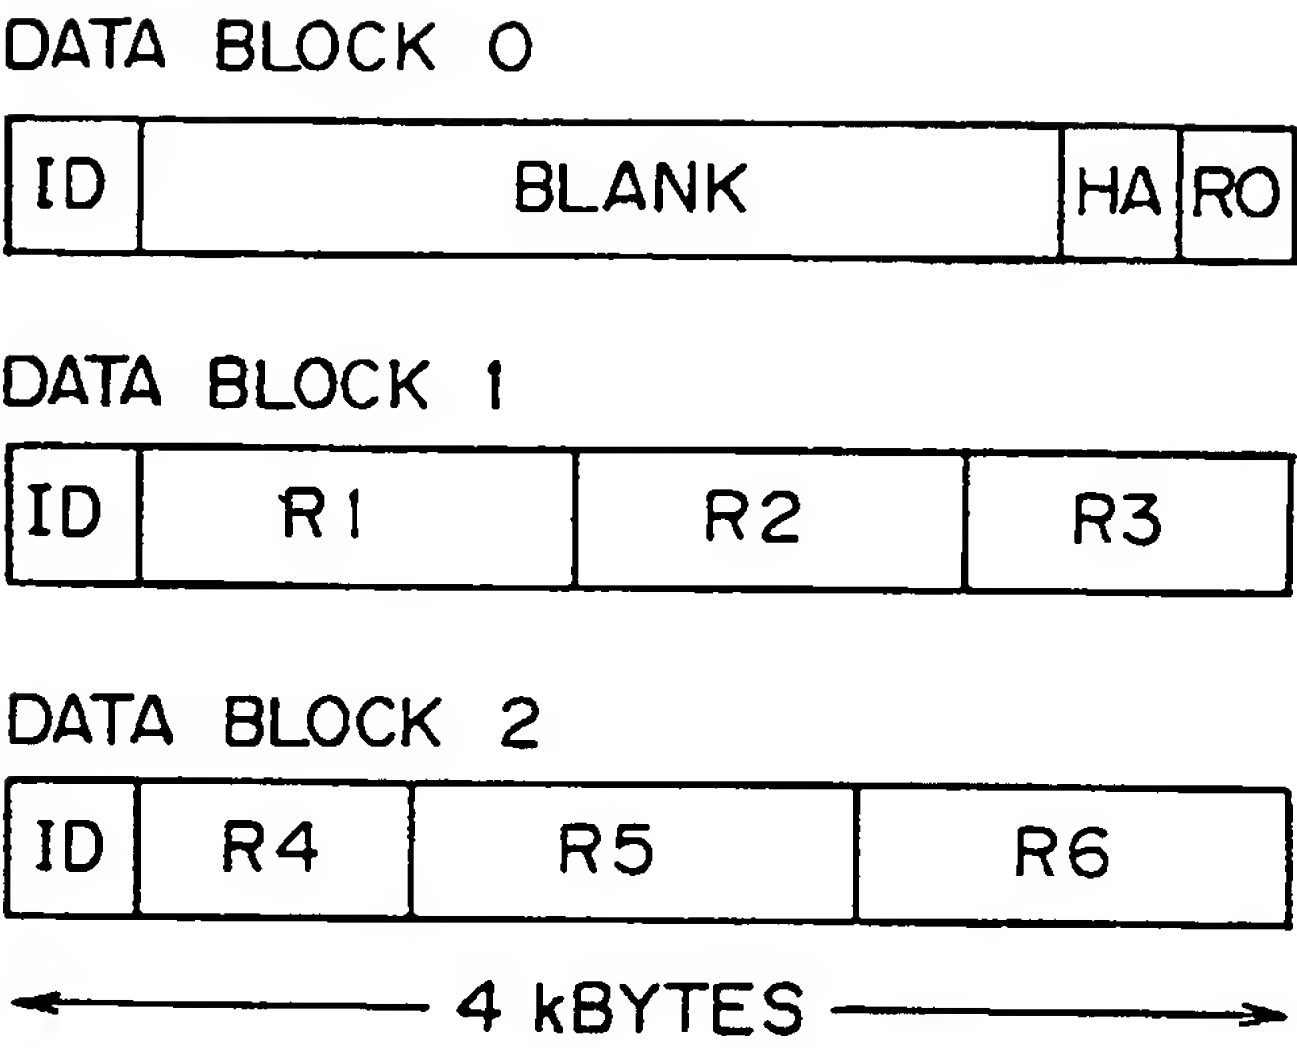 DATA BLOCK 0
ID BLANK HA R0
DATA BLOCK 1
ID R1 R2 R3
DATA BLOCK 2
ID R4 R5 R6
4 kBYTES